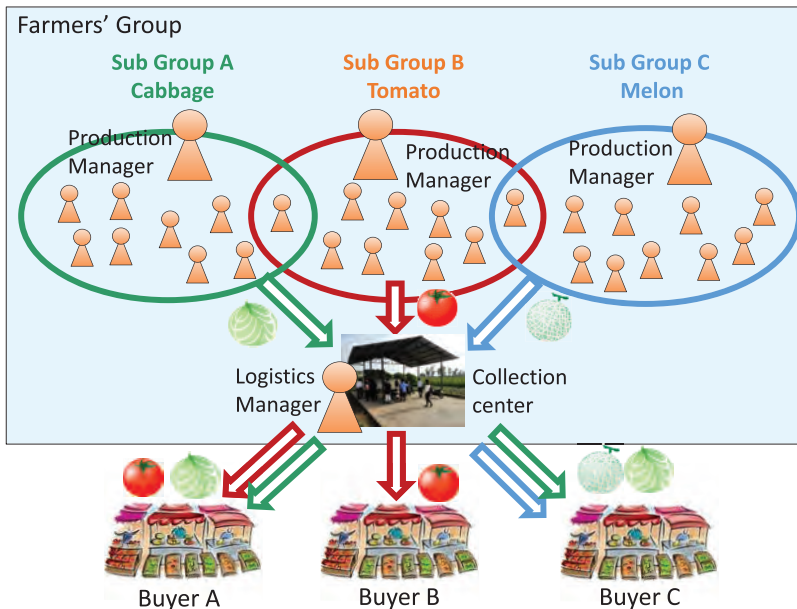 Farmers' Group
Sub Group A
Cabbage
Sub Group B
Tomato
Sub Group C
Melon
Production
Manager
Production
Manager
Production
Manager
Logistics
Manager
Collection
center
Buyer A
Buyer B
Buyer C